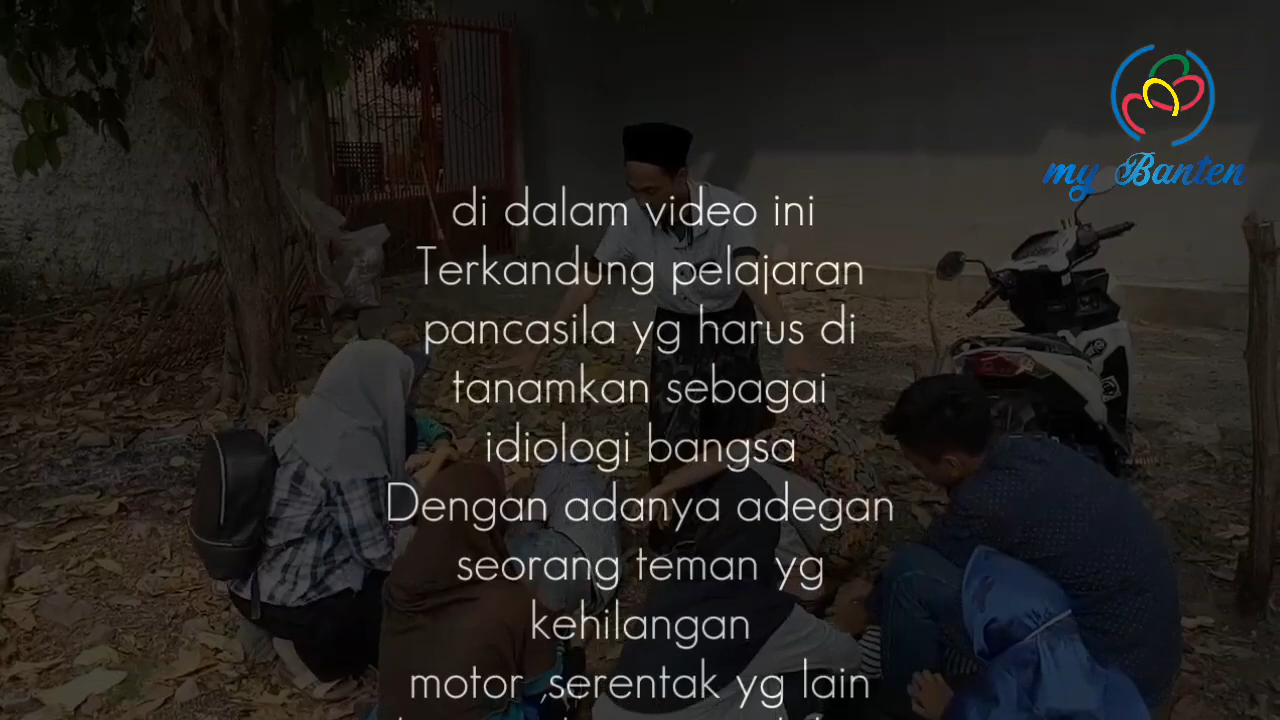 my Banten
di dalam video ini
Terkandung pelajaran
pancasila yg harus di
tanamkan sebagai
idiologi bangsa
Dengan adanya adegan
seorang teman yg
kehilangan
motor ,serentak yg lain